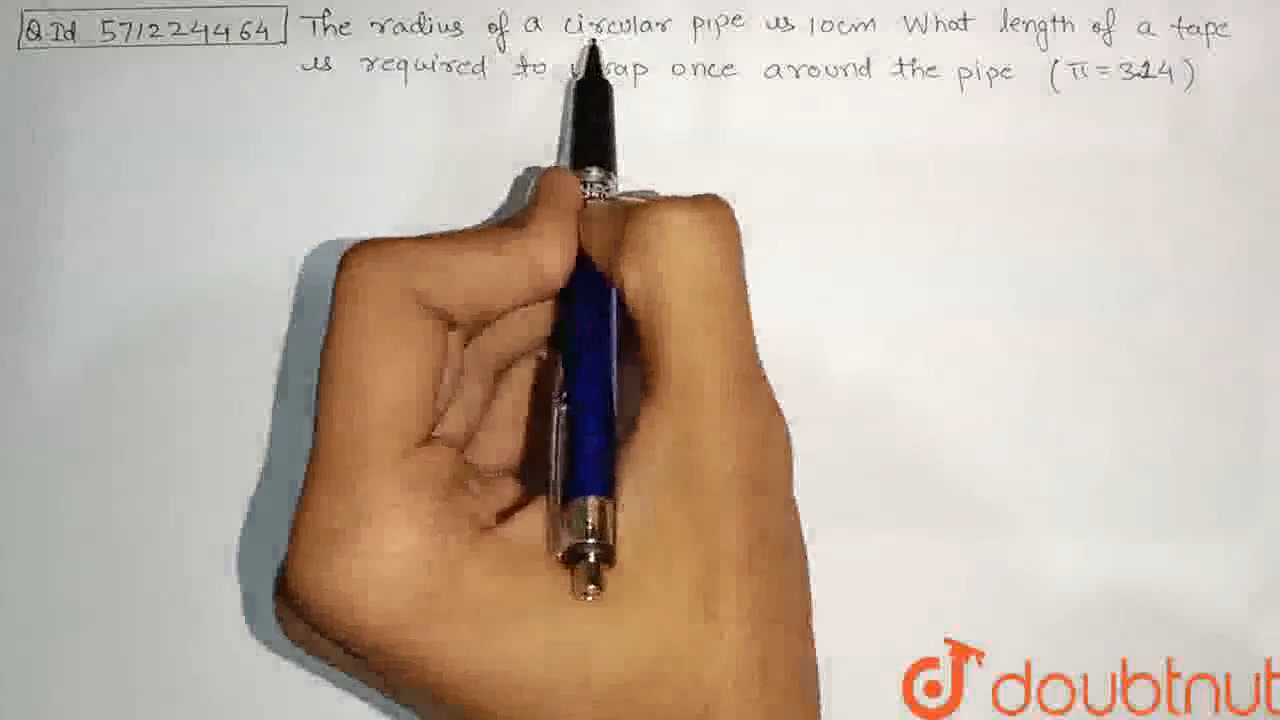 Q Id 571224464 The radius of a circular pipe is 10cm What length of a tape
is required to wrap once around the pipe (π = 3.14)
doubtnut